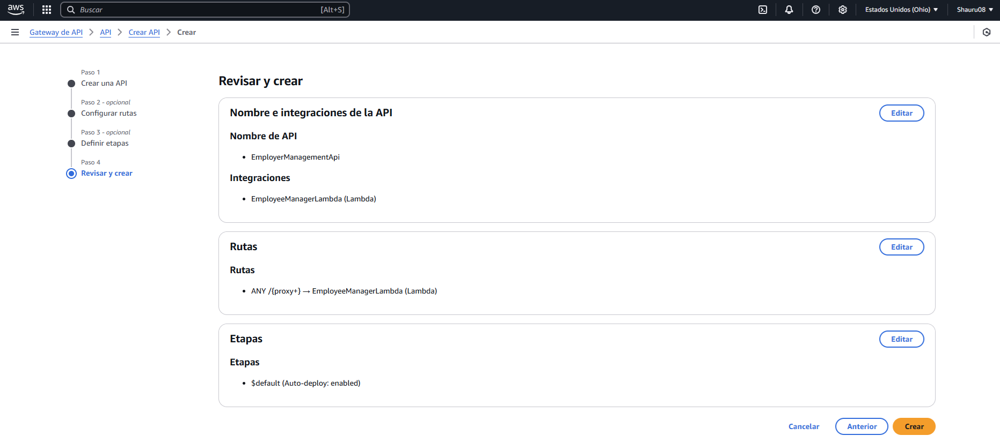 aws
Buscar [Alt+S] Estados Unidos (Ohio) Shauru08
Gateway de API API Crear API Crear
Paso 1
Crear una API
Paso 2 - opcional
Configurar rutas
Paso 3 - opcional
Definir etapas
Paso 4
Revisar y crear
Revisar y crear
Nombre e integraciones de la API Editar
Nombre de API
• EmployerManagementApi
Integraciones
• EmployeeManagerLambda (Lambda)
Rutas Editar
Rutas
• ANY /{proxy+} → EmployeeManagerLambda (Lambda)
Etapas Editar
Etapas
• $default (Auto-deploy: enabled)
Cancelar Anterior Crear